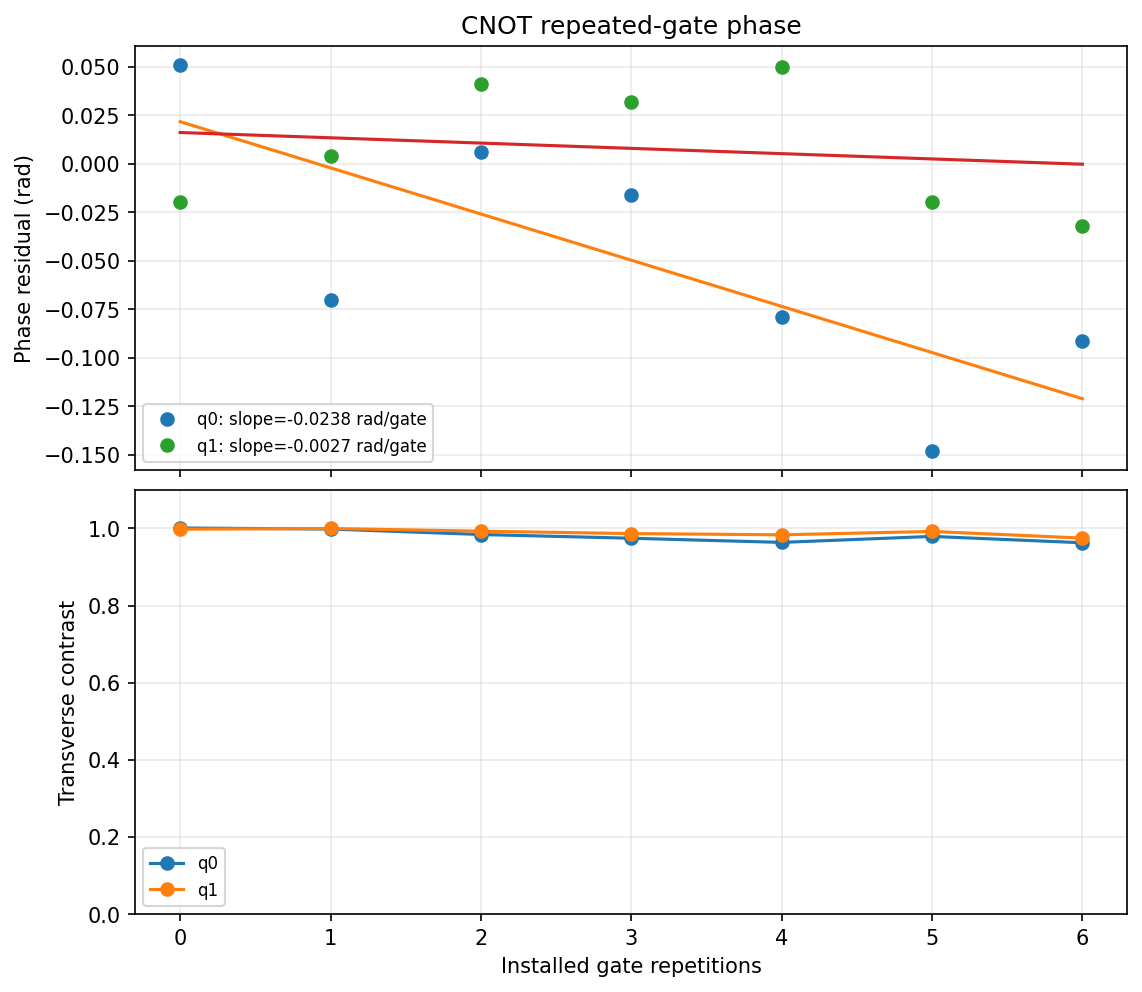 CNOT repeated-gate phase
Phase residual (rad)
0.050
0.025
0.000
−0.025
−0.050
−0.075
−0.100
−0.125
−0.150
q0: slope=-0.0238 rad/gate
q1: slope=-0.0027 rad/gate
Transverse contrast
1.0
0.8
0.6
0.4
0.2
0.0
q0
q1
0 1 2 3 4 5 6
Installed gate repetitions